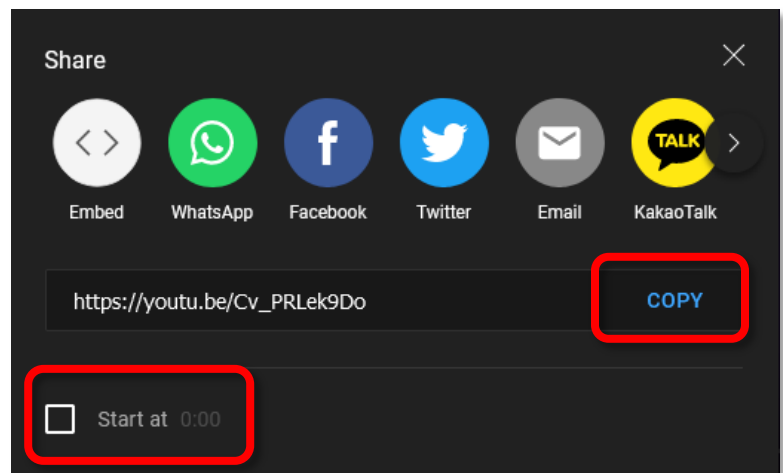 Share
TALK
Embed WhatsApp Facebook Twitter Email KakaoTalk
https://youtu.be/Cv_PRLek9Do COPY
Start at 0:00